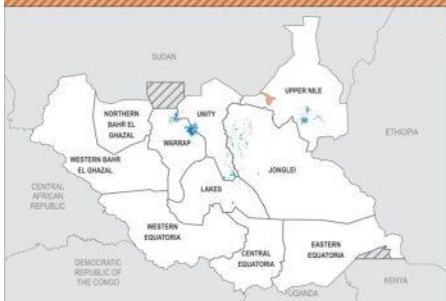 SUDAN
UPPER NILE
NORTHERN
BAHR EL
GHAZAL
UNITY
ETHIOPIA
WARRAP
WESTERN BAHR
EL GHAZAL
JONGLEI
CENTRAL
AFRICAN
REPUBLIC
LAKES
WESTERN
EQUATORIA
CENTRAL
EQUATORIA
EASTERN
EQUATORIA
DEMOCRATIC
REPUBLIC OF
THE CONGO
UGANDA
KENYA